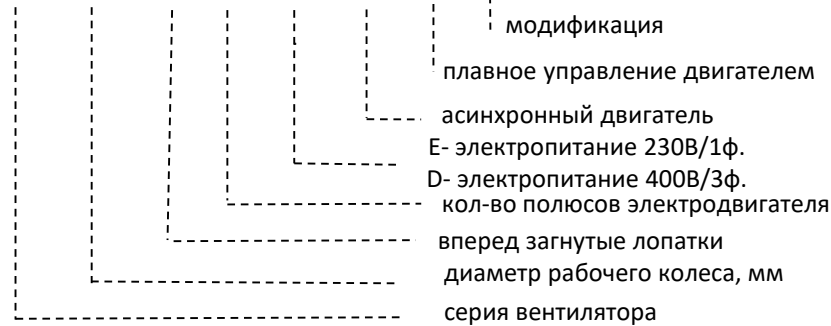 модификация
плавное управление двигателем
асинхронный двигатель
E- электропитание 230В/1ф.
D- электропитание 400В/3ф.
кол-во полюсов электродвигателя
вперед загнутые лопатки
диаметр рабочего колеса, мм
серия вентилятора